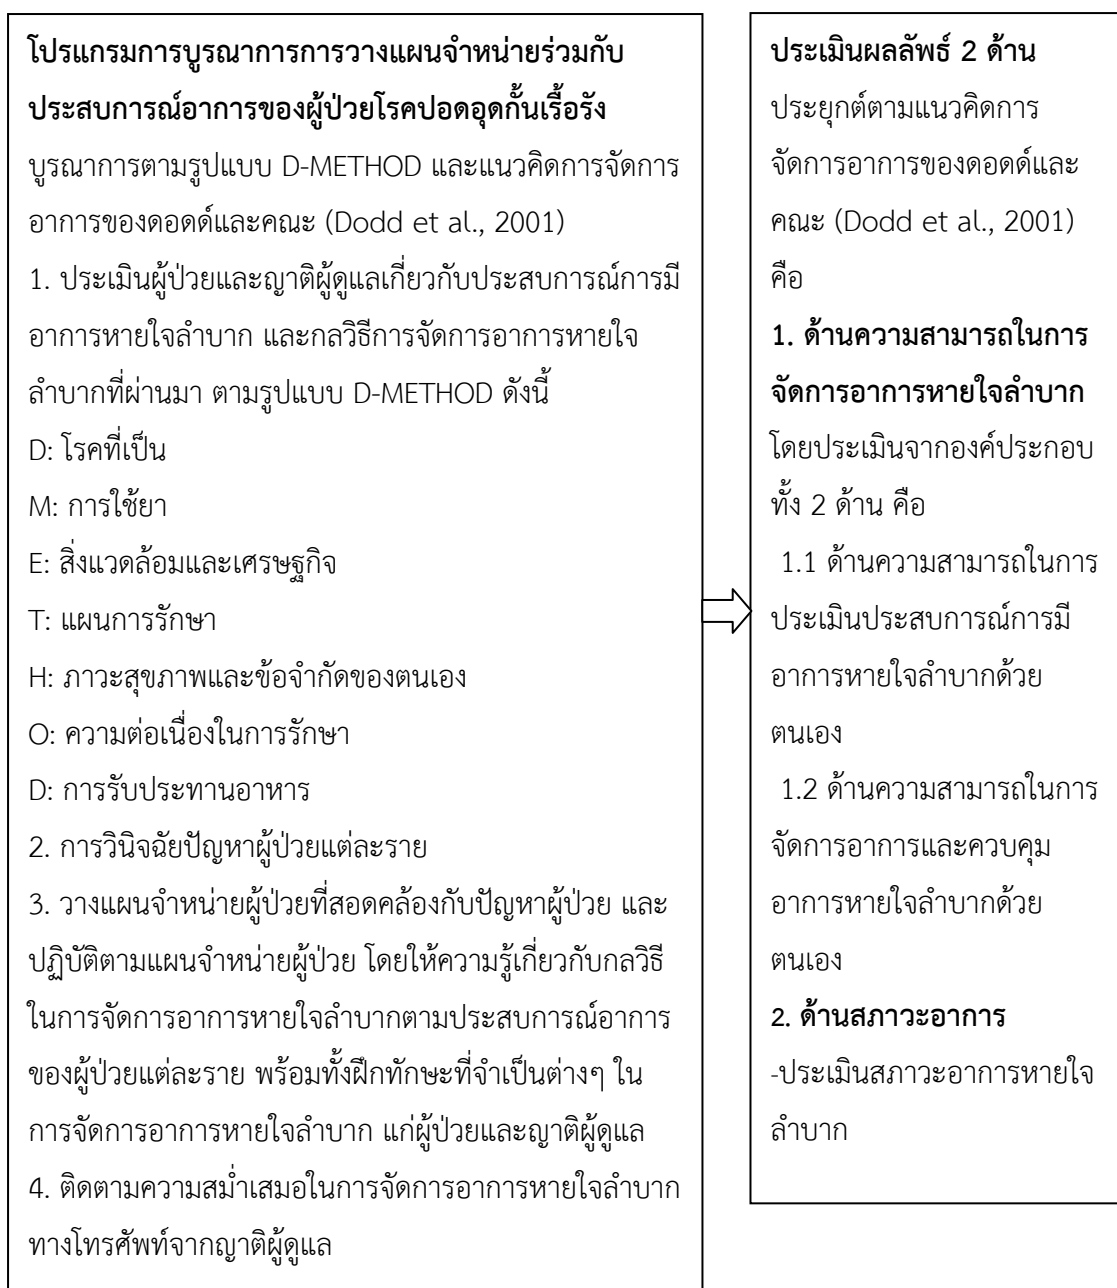 โปรแกรมการบูรณาการการวางแผนจำหน่ายร่วมกับ
ประสบการณ์อาการของผู้ป่วยโรคปอดอุดกั้นเรื้อรัง
บูรณาการตามรูปแบบ D-METHOD และแนวคิดการจัดการ
อาการของดอดด์และคณะ (Dodd et al., 2001)
1. ประเมินผู้ป่วยและญาติผู้ดูแลเกี่ยวกับประสบการณ์การมี
อาการหายใจลำบาก และกลวิธีการจัดการอาการหายใจ
ลำบากที่ผ่านมา ตามรูปแบบ D-METHOD ดังนี้
D: โรคที่เป็น
M: การใช้ยา
E: สิ่งแวดล้อมและเศรษฐกิจ
T: แผนการรักษา
H: ภาวะสุขภาพและข้อจำกัดของตนเอง
O: ความต่อเนื่องในการรักษา
D: การรับประทานอาหาร
2. การวินิจฉัยปัญหาผู้ป่วยแต่ละราย
3. วางแผนจำหน่ายผู้ป่วยที่สอดคล้องกับปัญหาผู้ป่วย และ
ปฏิบัติตามแผนจำหน่ายผู้ป่วย โดยให้ความรู้เกี่ยวกับกลวิธี
ในการจัดการอาการหายใจลำบากตามประสบการณ์อาการ
ของผู้ป่วยแต่ละราย พร้อมทั้งฝึกทักษะที่จำเป็นต่างๆ ใน
การจัดการอาการหายใจลำบาก แก่ผู้ป่วยและญาติผู้ดูแล
4. ติดตามความสม่ำเสมอในการจัดการอาการหายใจลำบาก
ทางโทรศัพท์จากญาติผู้ดูแล
ประเมินผลลัพธ์ 2 ด้าน
ประยุกต์ตามแนวคิดการ
จัดการอาการของดอดด์และ
คณะ (Dodd et al., 2001)
คือ
1. ด้านความสามารถในการ
จัดการอาการหายใจลำบาก
โดยประเมินจากองค์ประกอบ
ทั้ง 2 ด้าน คือ
1.1 ด้านความสามารถในการ
ประเมินประสบการณ์การมี
อาการหายใจลำบากด้วย
ตนเอง
1.2 ด้านความสามารถในการ
จัดการอาการและควบคุม
อาการหายใจลำบากด้วย
ตนเอง
2. ด้านสภาวะอาการ
-ประเมินสภาวะอาการหายใจ
ลำบาก